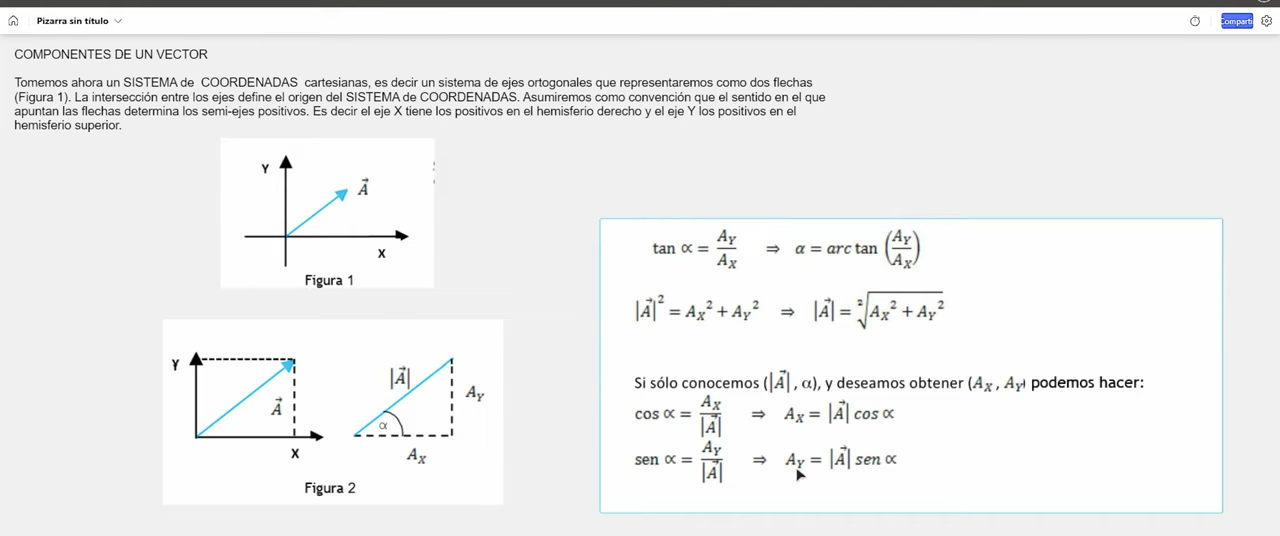 Pizarra sin título
Comparti
COMPONENTES DE UN VECTOR
Tomemos ahora un SISTEMA de COORDENADAS cartesianas, es decir un sistema de ejes ortogonales que representaremos como dos flechas
(Figura 1). La intersección entre los ejes define el origen del SISTEMA de COORDENADAS. Asumiremos como convención que el sentido en el que
apuntan las flechas determina los semi-ejes positivos. Es decir el eje X tiene los positivos en el hemisferio derecho y el eje Y los positivos en el
hemisferio superior.
Y
A⃗
X
Figura 1
Y
A⃗
X
|A⃗|
A_Y
α
A_X
Figura 2
tan ∝ = A_Y / A_X ⇒ α = arc tan (A_Y / A_X)
|A⃗|² = A_X² + A_Y² ⇒ |A⃗| = ²√(A_X² + A_Y²)
Si sólo conocemos (|A⃗| , α), y deseamos obtener (A_X , A_Y) podemos hacer:
cos ∝ = A_X / |A⃗| ⇒ A_X = |A⃗| cos ∝
sen ∝ = A_Y / |A⃗| ⇒ A_Y = |A⃗| sen ∝